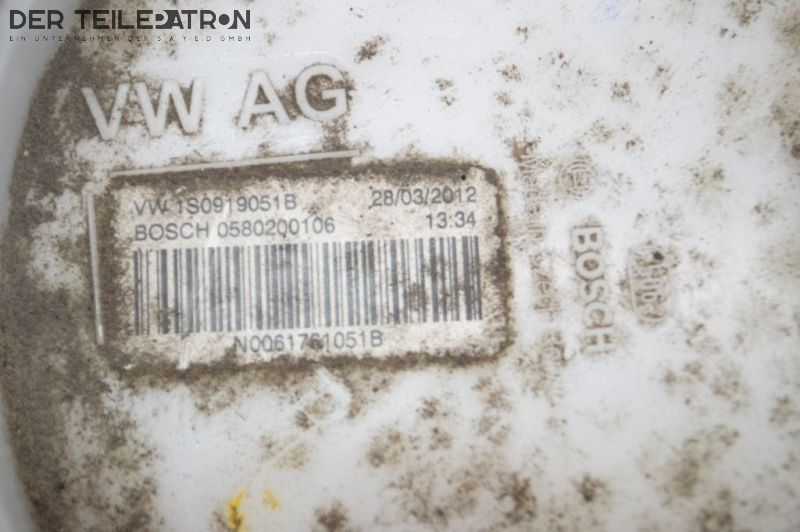 DER TEILEPATRON
EIN UNTERNEHMEN DER S A Y E D GMBH
VW AG
VW 1S0919051B 28/03/2012
BOSCH 0580200106 13:34
N0061761051B
BOSCH